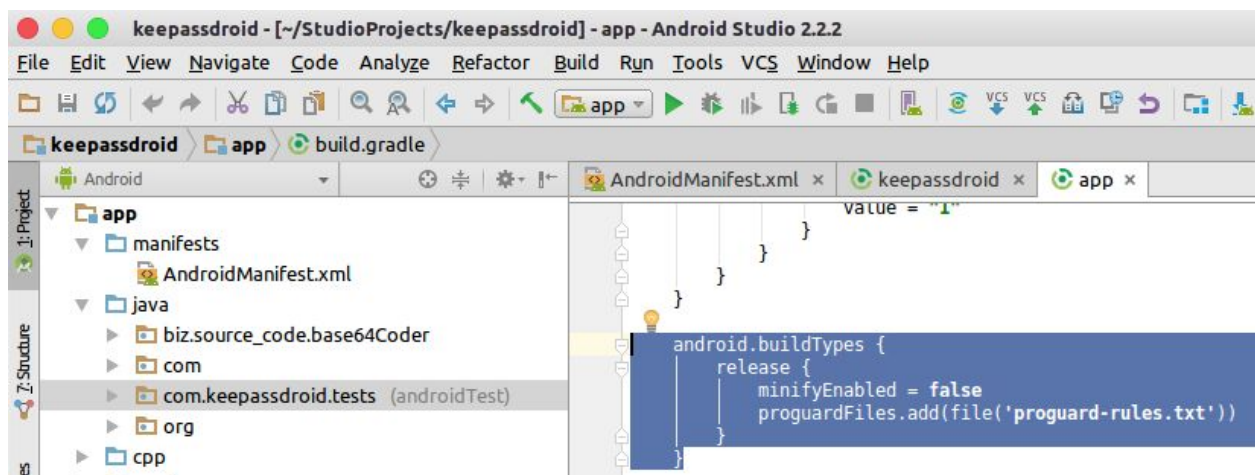 keepassdroid - [~/StudioProjects/keepassdroid] - app - Android Studio 2.2.2
File Edit View Navigate Code Analyze Refactor Build Run Tools VCS Window Help
app
VCS VCS
keepassdroid app build.gradle
1: Project
7: Structure
Android
app
manifests
AndroidManifest.xml
java
biz.source_code.base64Coder
com
com.keepassdroid.tests (androidTest)
org
cpp
AndroidManifest.xml × keepassdroid × app ×
value = "1"
}
}
}
}
android.buildTypes {
release {
minifyEnabled = false
proguardFiles.add(file('proguard-rules.txt'))
}
}